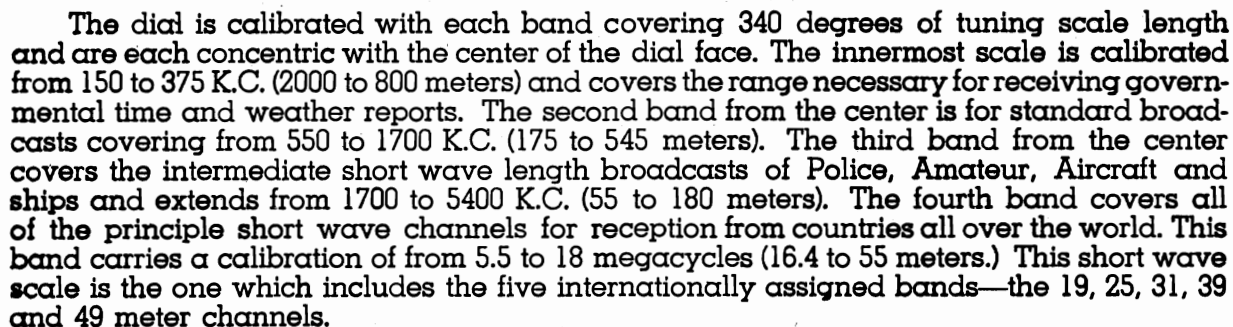 The dial is calibrated with each band covering 340 degrees of tuning scale length
and are each concentric with the center of the dial face. The innermost scale is calibrated
from 150 to 375 K.C. (2000 to 800 meters) and covers the range necessary for receiving govern-
mental time and weather reports. The second band from the center is for standard broad-
casts covering from 550 to 1700 K.C. (175 to 545 meters). The third band from the center
covers the intermediate short wave length broadcasts of Police, Amateur, Aircraft and
ships and extends from 1700 to 5400 K.C. (55 to 180 meters). The fourth band covers all
of the principle short wave channels for reception from countries all over the world. This
band carries a calibration of from 5.5 to 18 megacycles (16.4 to 55 meters.) This short wave
scale is the one which includes the five internationally assigned bands—the 19, 25, 31, 39
and 49 meter channels.